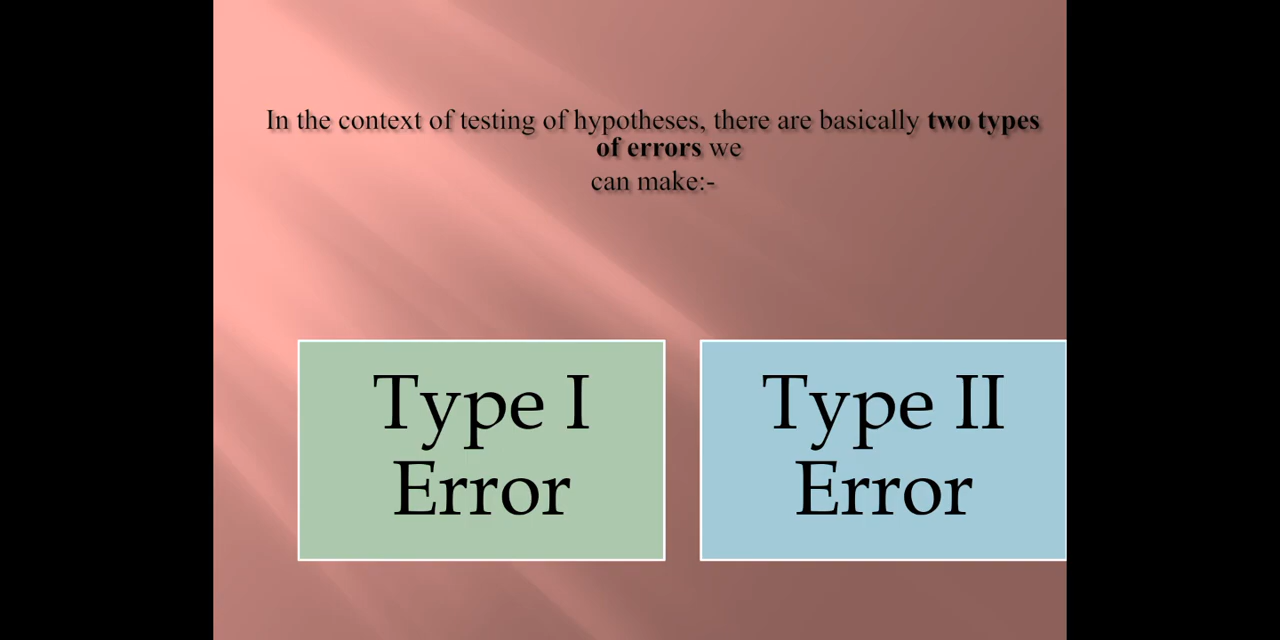 In the context of testing of hypotheses, there are basically two types
of errors we
can make:-
Type I
Error
Type II
Error